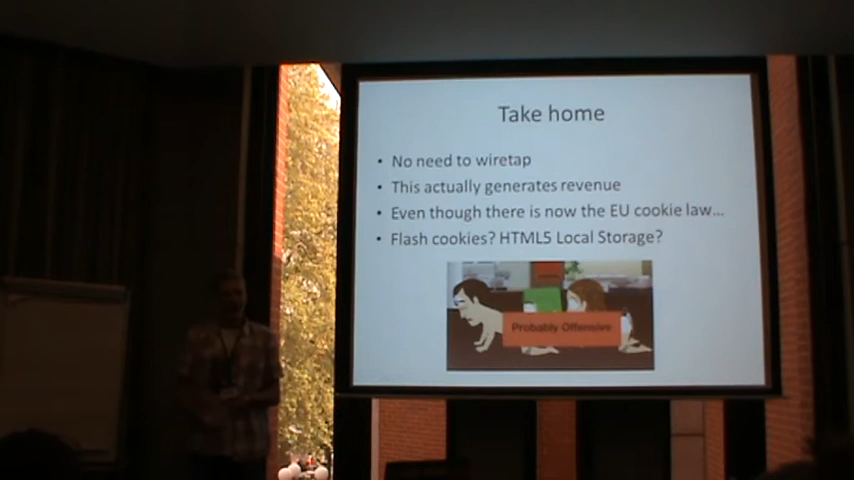 Take home
• No need to wiretap
• This actually generates revenue
• Even though there is now the EU cookie law...
• Flash cookies? HTML5 Local Storage?
Probably Offensive